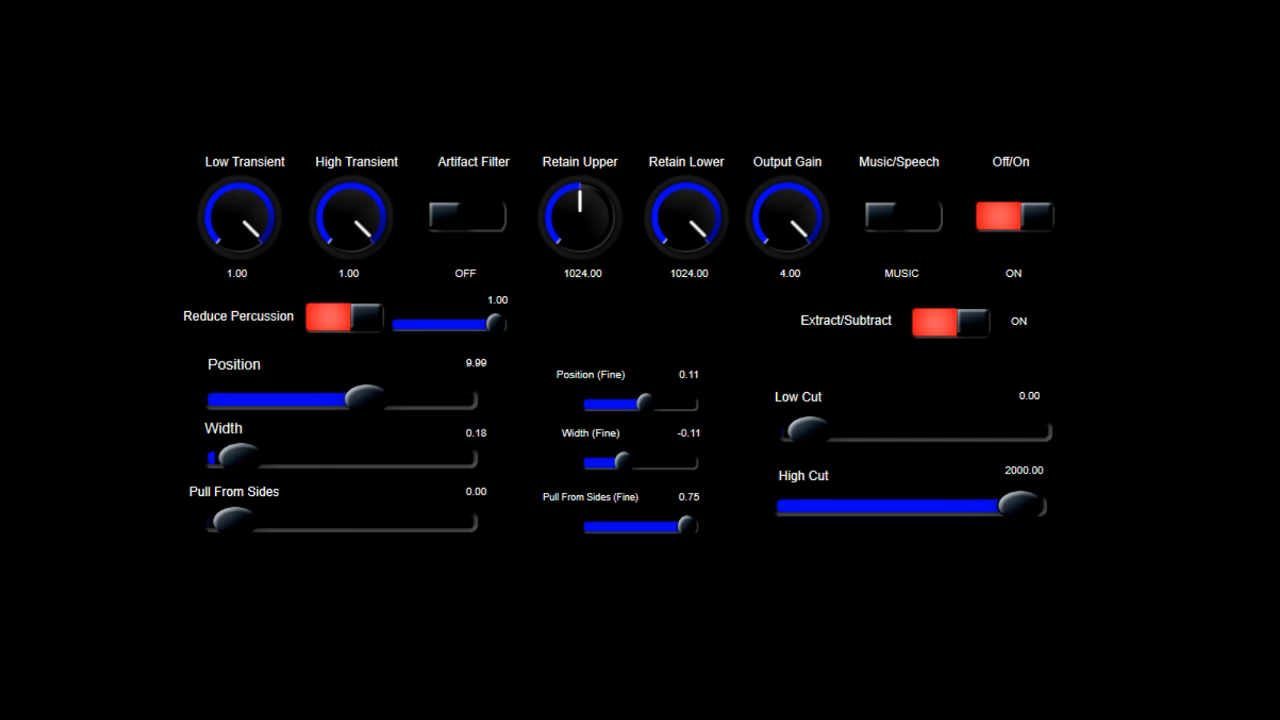 Low Transient
High Transient
Artifact Filter
Retain Upper
Retain Lower
Output Gain
Music/Speech
Off/On
1.00
1.00
OFF
1024.00
1024.00
4.00
MUSIC
ON
Reduce Percussion
1.00
Extract/Subtract
ON
Position
9.99
Position (Fine)
0.11
Low Cut
0.00
Width
0.18
Width (Fine)
-0.11
High Cut
2000.00
Pull From Sides
0.00
Pull From Sides (Fine)
0.75